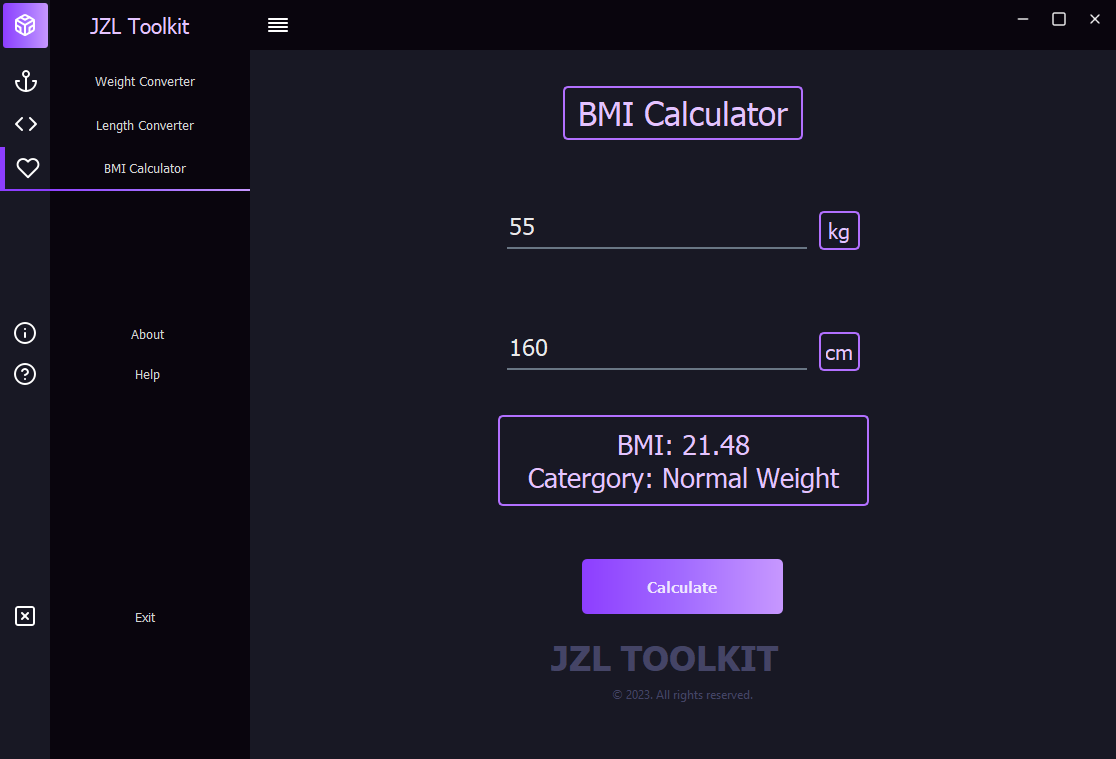 JZL Toolkit
Weight Converter
Length Converter
BMI Calculator
About
Help
Exit
BMI Calculator
55
kg
160
cm
BMI: 21.48
Catergory: Normal Weight
Calculate
JZL TOOLKIT
© 2023. All rights reserved.